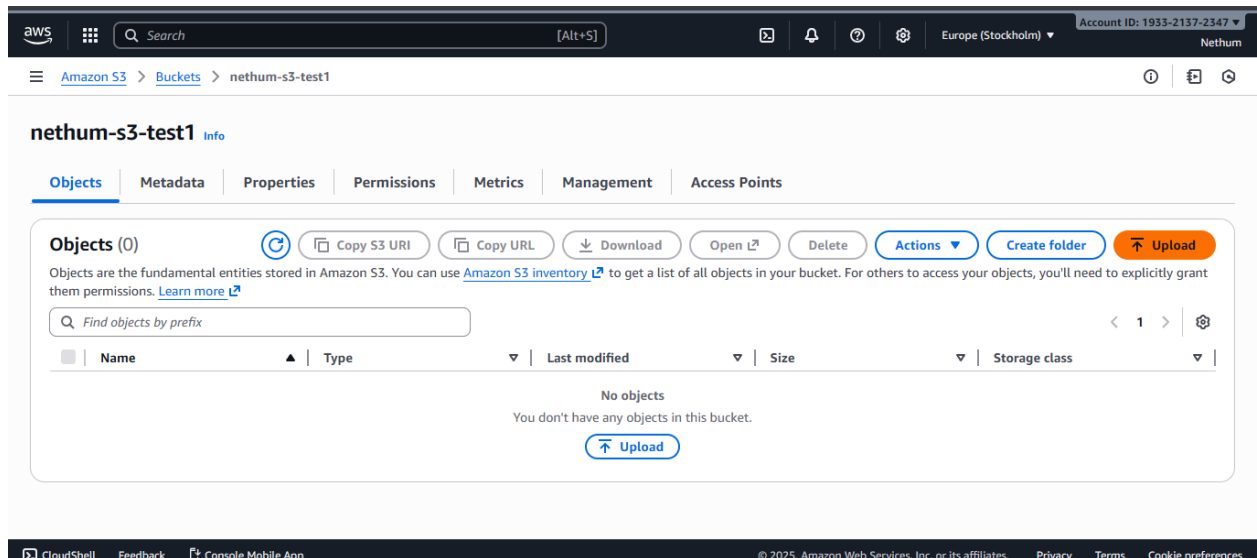 aws Search [Alt+S] Europe (Stockholm) ▼ Account ID: 1933-2137-2347 ▼
Nethum
Amazon S3 > Buckets > nethum-s3-test1
nethum-s3-test1 Info
Objects Metadata Properties Permissions Metrics Management Access Points
Objects (0) Copy S3 URI Copy URL Download Open Delete Actions ▼ Create folder Upload
Objects are the fundamental entities stored in Amazon S3. You can use Amazon S3 inventory to get a list of all objects in your bucket. For others to access your objects, you'll need to explicitly grant
them permissions. Learn more
Find objects by prefix < 1 >
Name Type Last modified Size Storage class
No objects
You don't have any objects in this bucket.
Upload
CloudShell Feedback Console Mobile App © 2025, Amazon Web Services, Inc. or its affiliates. Privacy Terms Cookie preferences